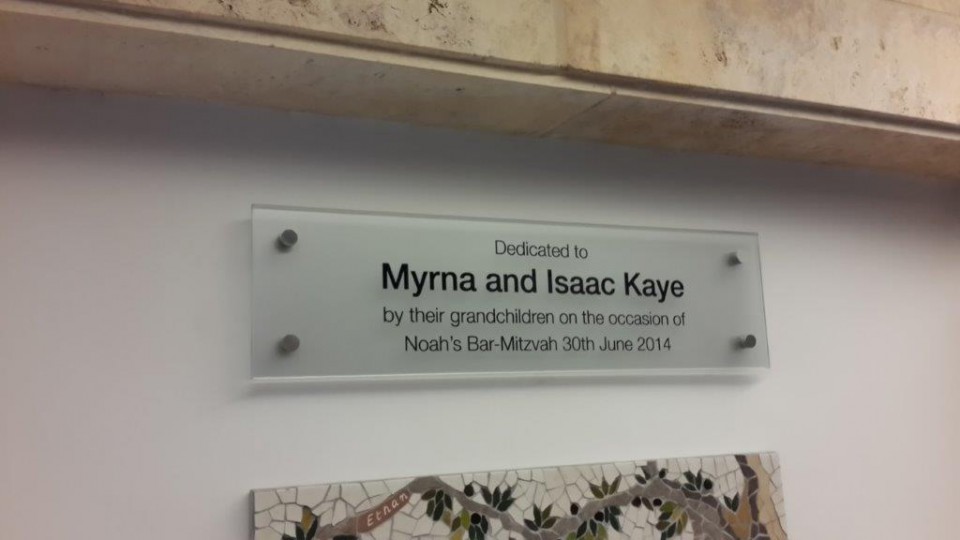 Dedicated to
Myrna and Isaac Kaye
by their grandchildren on the occasion of
Noah's Bar-Mitzvah 30th June 2014
Ethan